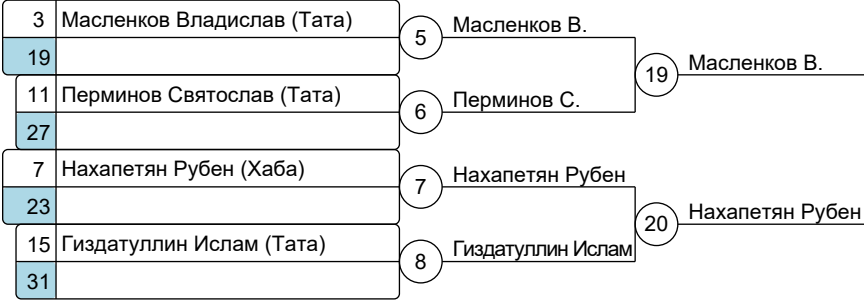 3 Масленков Владислав (Тата)
19
5
Масленков В.
11 Перминов Святослав (Тата)
27
6
Перминов С.
19
Масленков В.
7 Нахапетян Рубен (Хаба)
23
7
Нахапетян Рубен
15 Гиздатуллин Ислам (Тата)
31
8
Гиздатуллин Ислам
20
Нахапетян Рубен